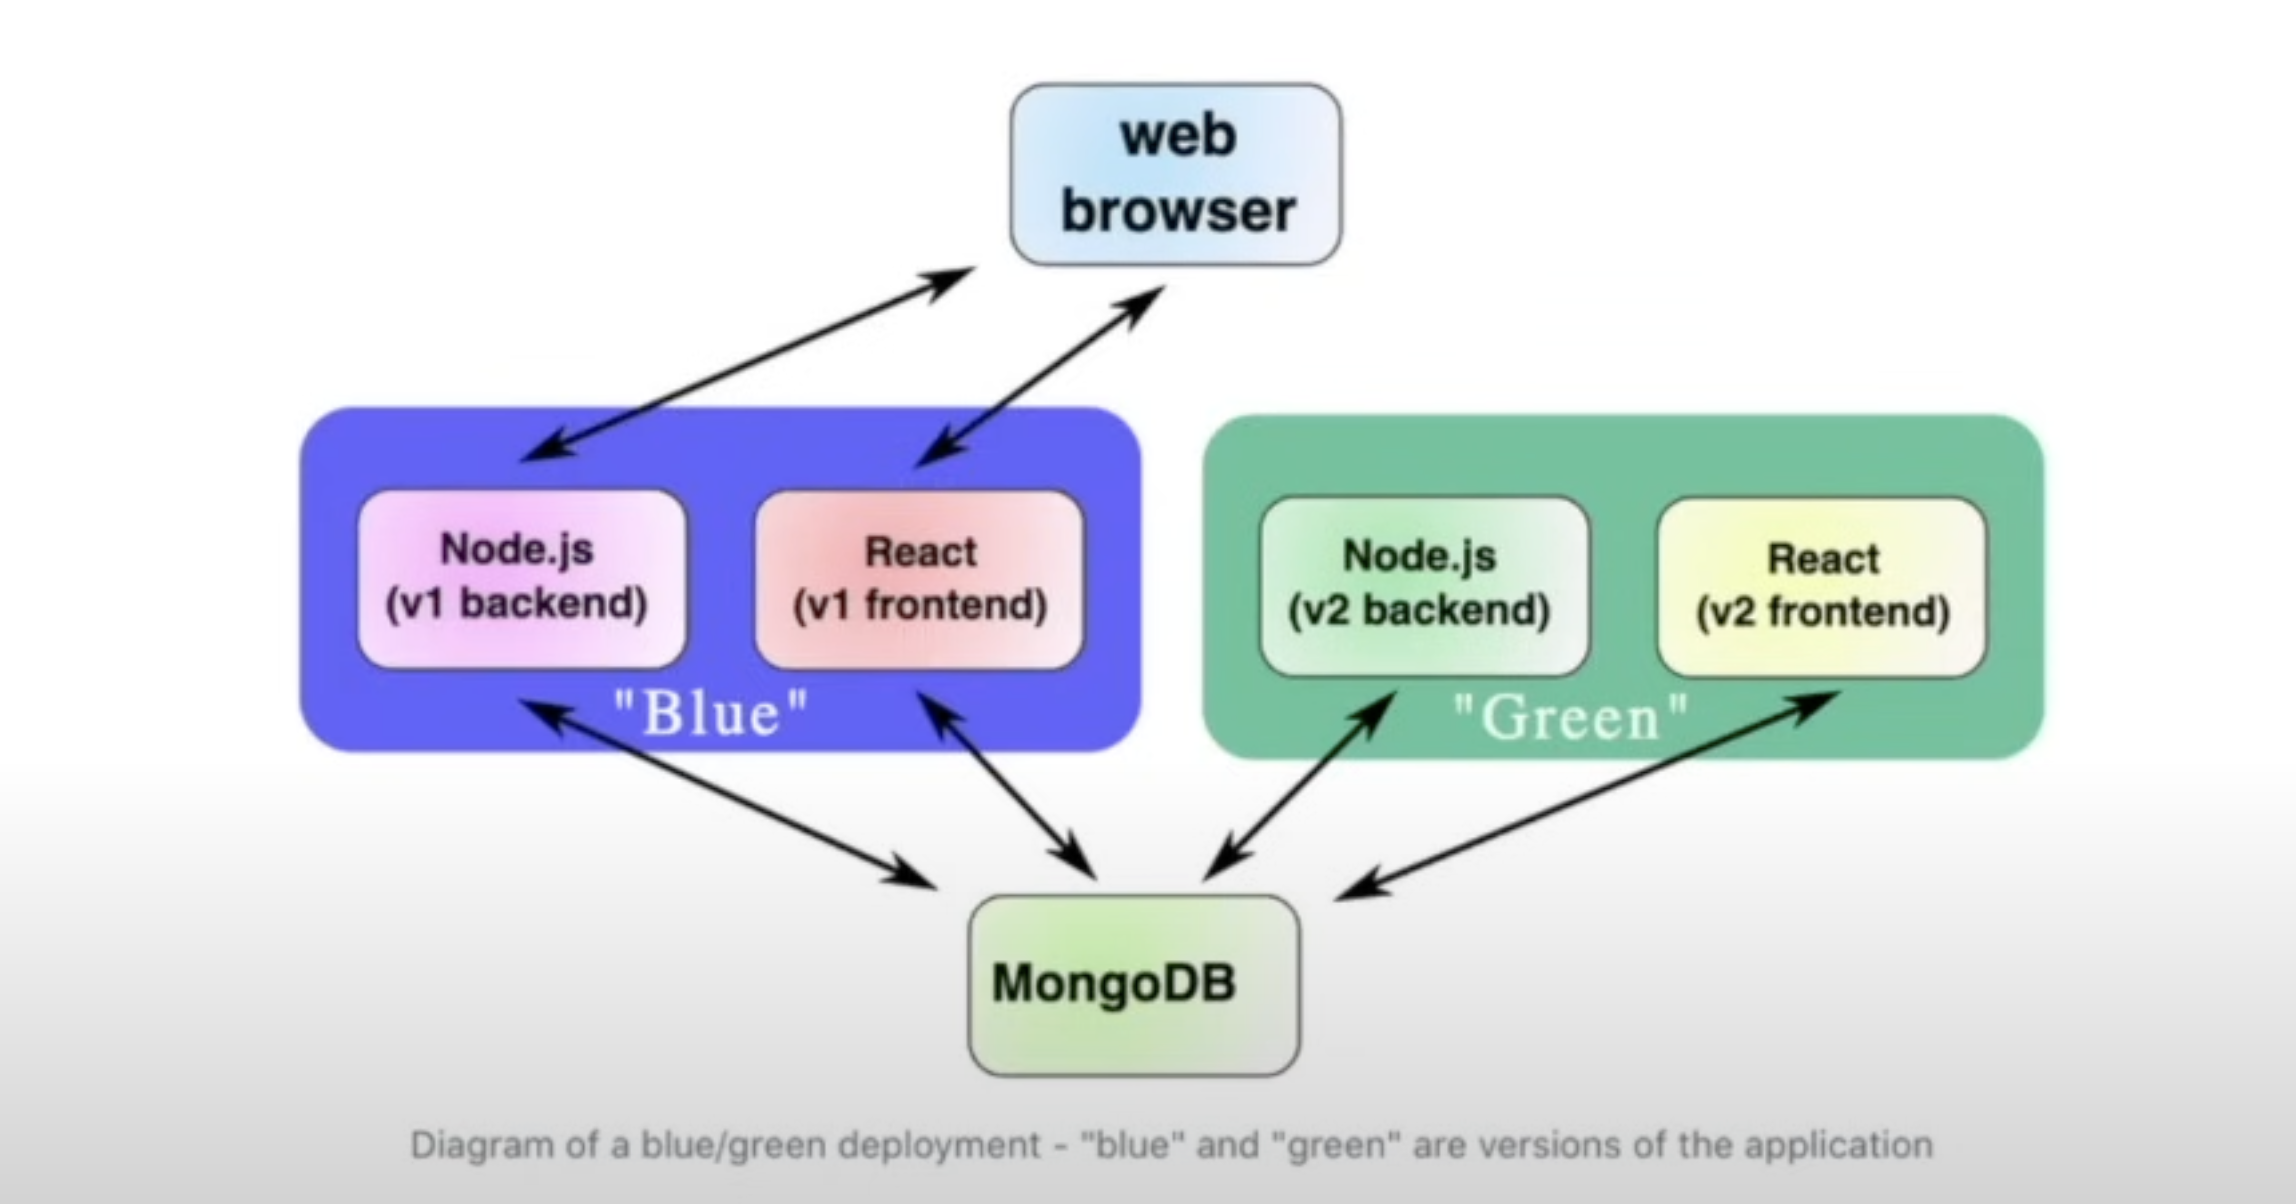 web
browser
Node.js
(v1 backend)
React
(v1 frontend)
"Blue"
Node.js
(v2 backend)
React
(v2 frontend)
"Green"
MongoDB
Diagram of a blue/green deployment - "blue" and "green" are versions of the application